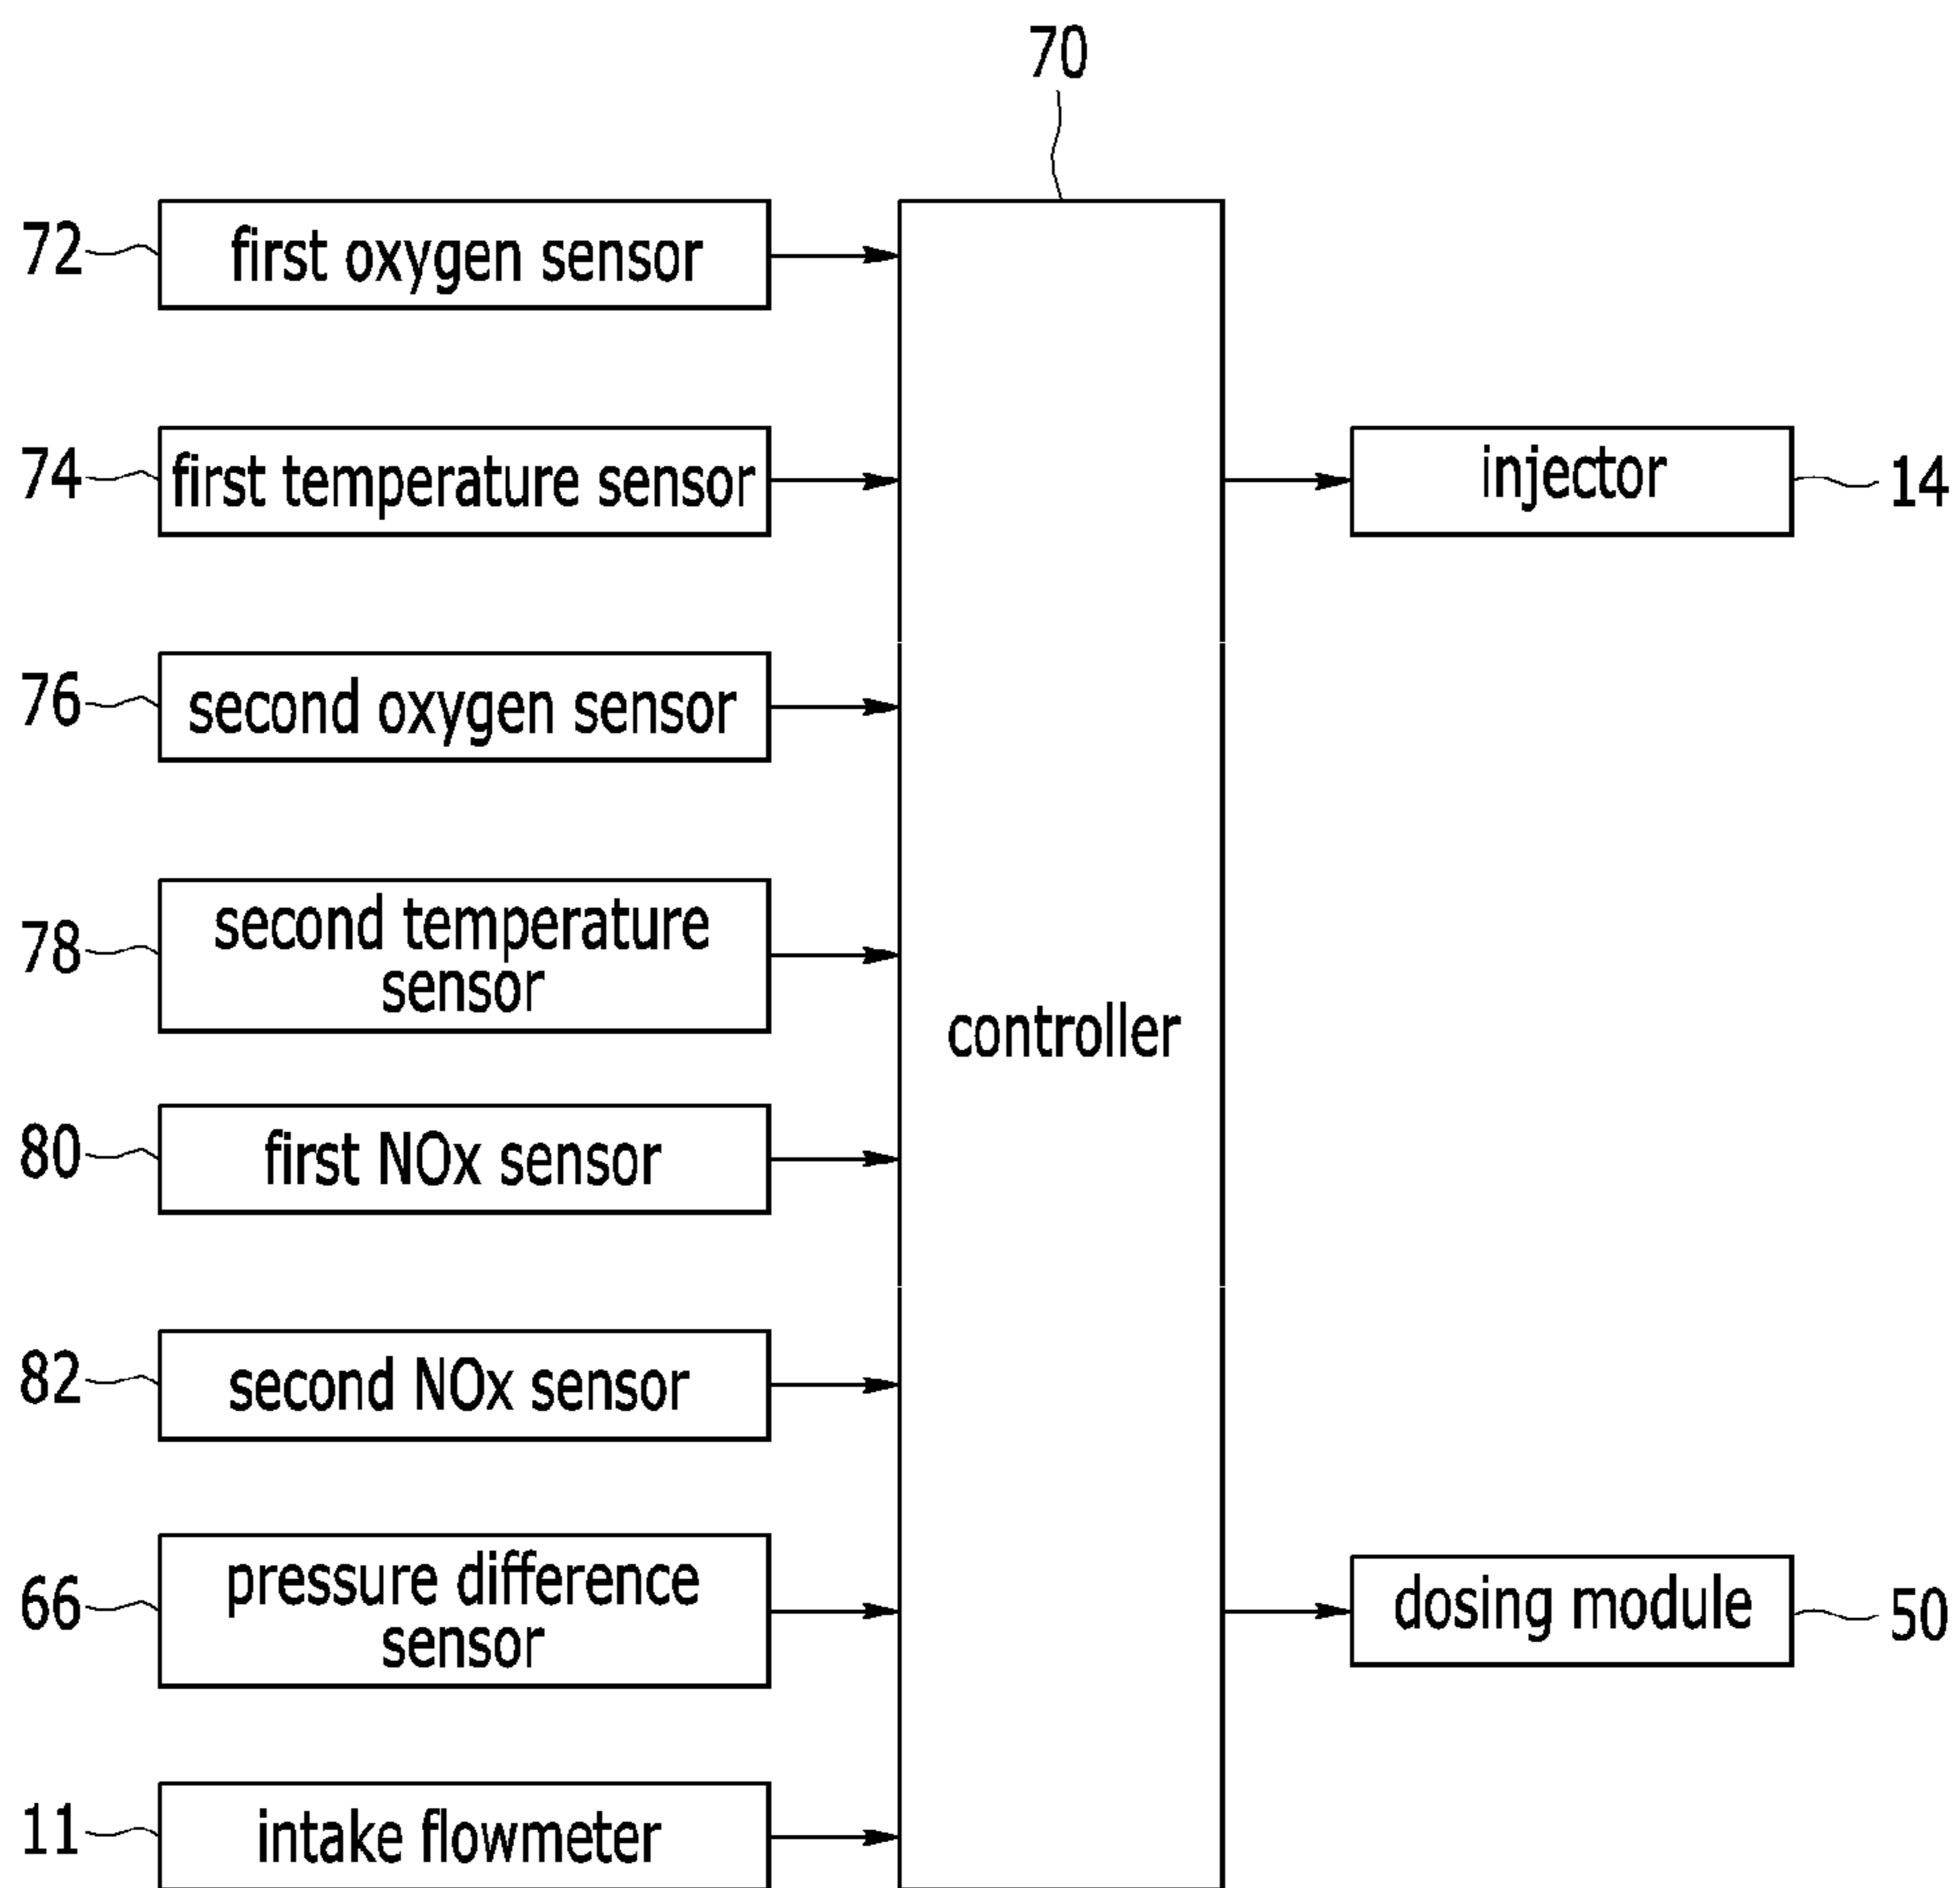 70
72
first oxygen sensor
74
first temperature sensor
injector
14
76
second oxygen sensor
78
second temperature
sensor
controller
80
first NOx sensor
82
second NOx sensor
66
pressure difference
sensor
dosing module
50
11
intake flowmeter